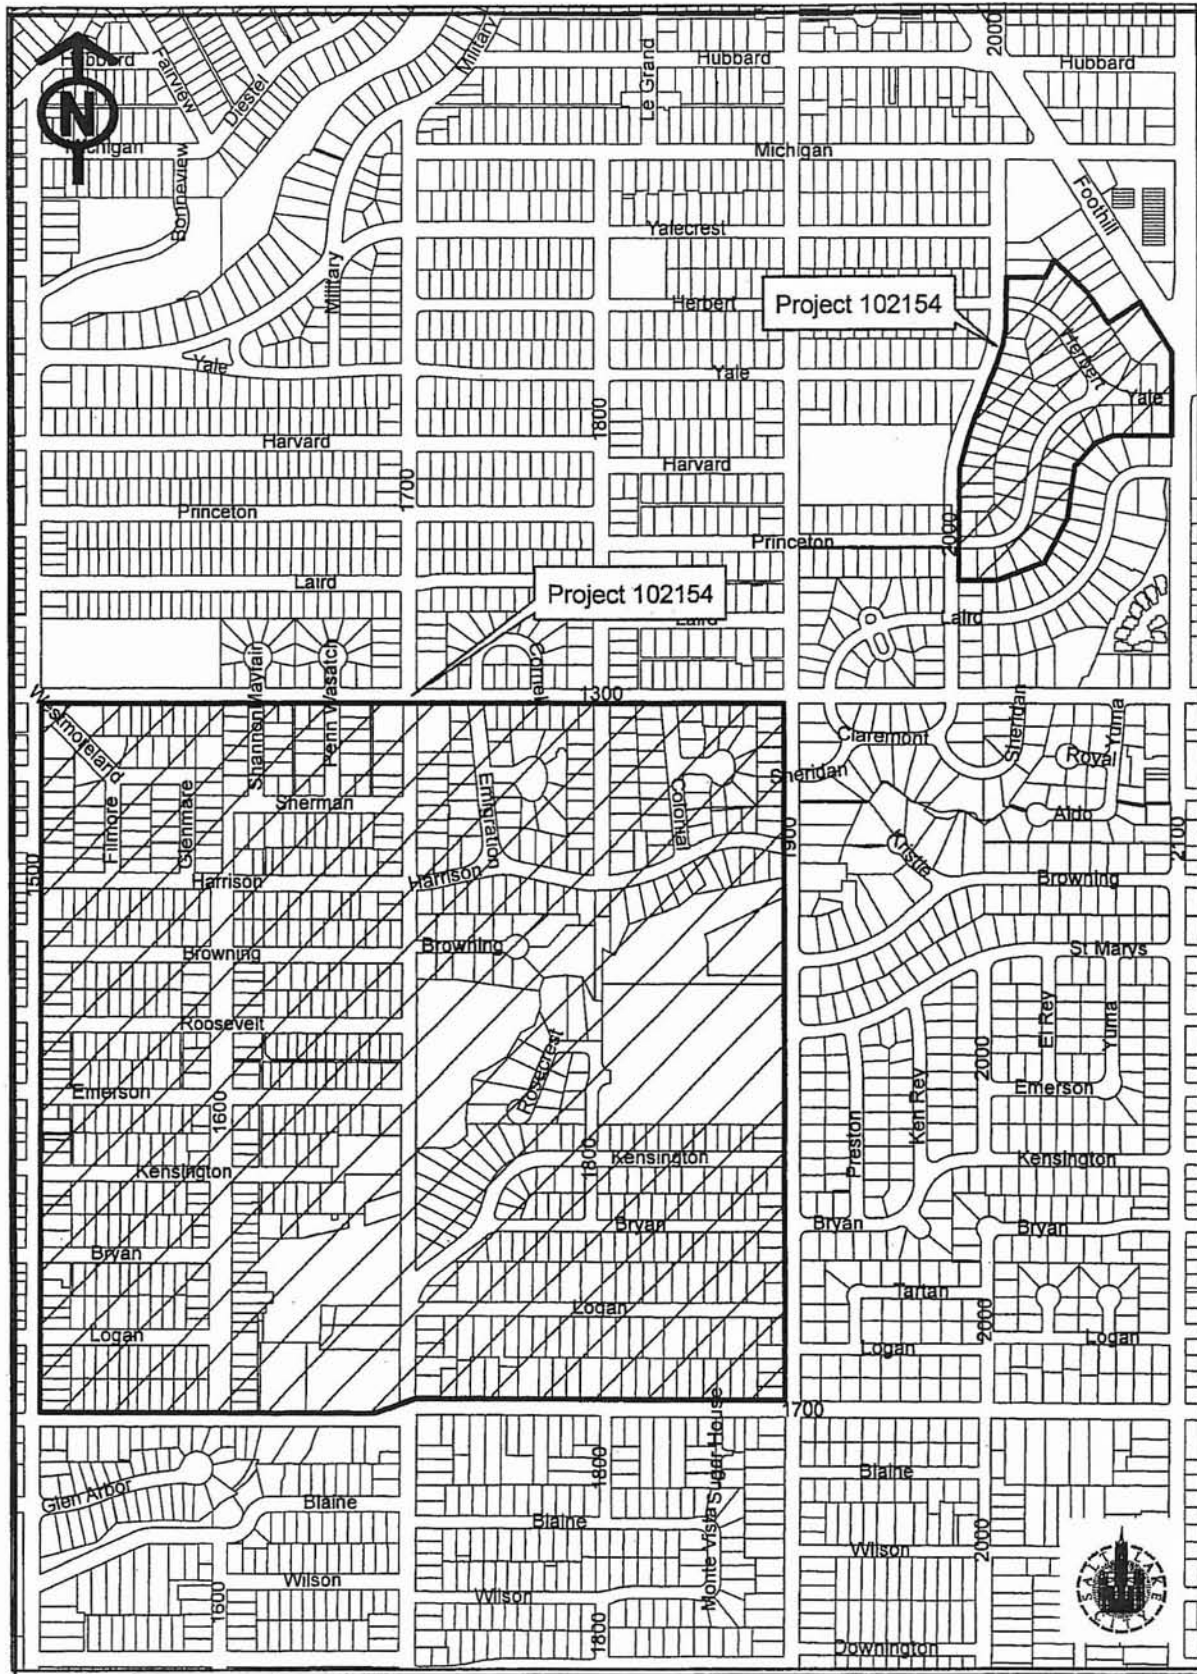 Hubbard
Fairview
Diestel
Military
Le Grand
Hubbard
2000
Hubbard
N
Michigan
Bonneview
Michigan
Foothill
Yalecrest
Military
Herbert
Project 102154
Herbert
Yale
Yale
Yale
1800
Harvard
Harvard
1700
Princeton
2000
Princeton
Laird
Project 102154
Laird
Laird
Shannon Mayfair
Penn Wasatch
Cornell
1300
Westmoreland
Sheridan
Yuma
Claremont
Royal
Sheridan
Filmore
Glenmare
Sherman
Emigration
Colonial
Aldo
1500
1900
2100
Kristie
Harrison
Harrison
Browning
Browning
Browning
St Marys
Roosevelt
Rosecrest
El Rey
Yuma
2000
Emerson
1600
Emerson
Preston
Ken Rey
Kensington
1800
Kensington
Kensington
Bryan
Bryan
Bryan
Bryan
Tartan
Logan
Logan
2000
Logan
Logan
1700
Glen Arbor
Blaine
1800
Blaine
Monte Vista
Sugar House
Blaine
Wilson
1600
Wilson
1800
Wilson
2000
Downington
SALT LAKE CITY